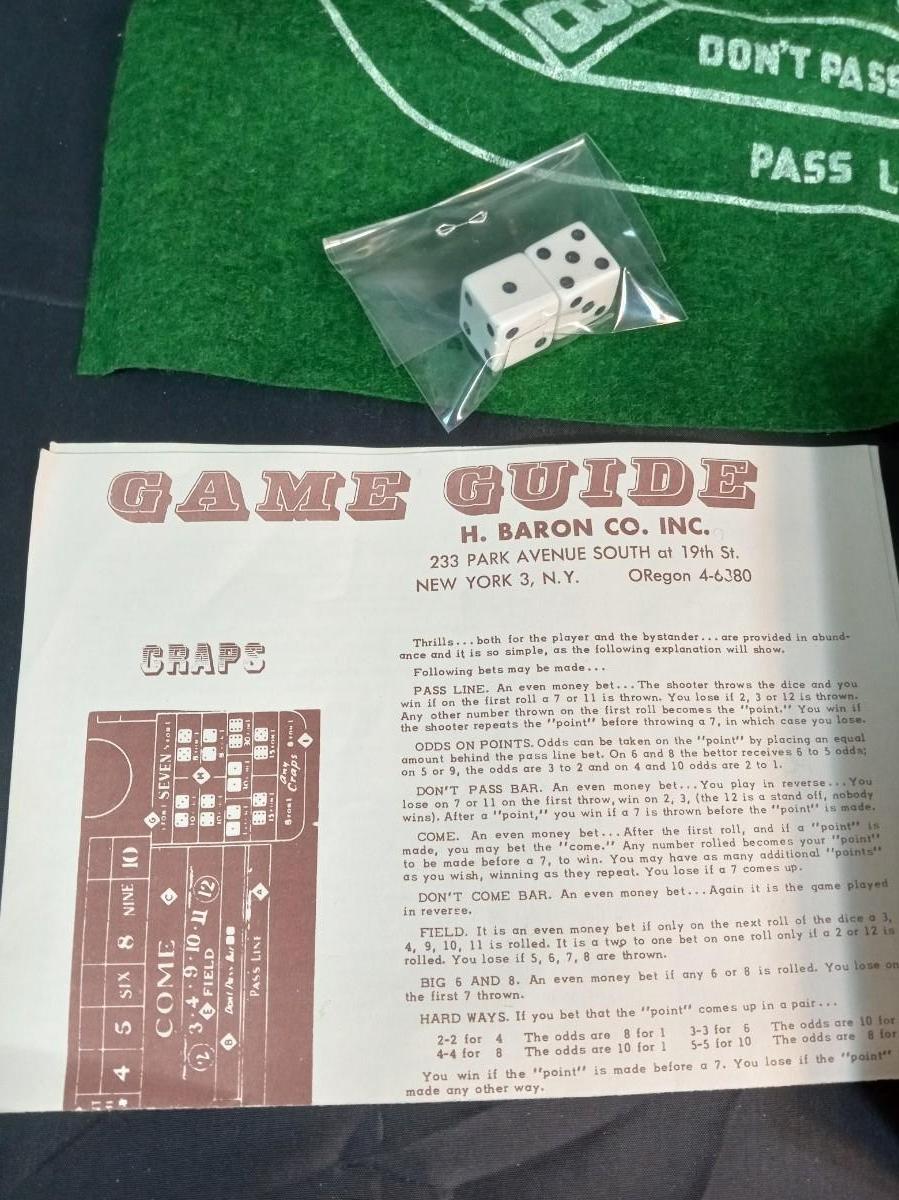 DON'T PASS
PASS L
GAME GUIDE
H. BARON CO. INC.
233 PARK AVENUE SOUTH at 19th St.
NEW YORK 3, N.Y. ORegon 4-6380
CRAPS
Thrills...both for the player and the bystander...are provided in abund-
ance and it is so simple, as the following explanation will show.
Following bets may be made...
PASS LINE. An even money bet...The shooter throws the dice and you
win if on the first roll a 7 or 11 is thrown. You lose if 2, 3 or 12 is thrown.
Any other number thrown on the first roll becomes the "point." You win if
the shooter repeats the "point" before throwing a 7, in which case you lose.
ODDS ON POINTS. Odds can be taken on the "point" by placing an equal
amount behind the pass line bet. On 6 and 8 the bettor receives 6 to 5 odds;
on 5 or 9, the odds are 3 to 2 and on 4 and 10 odds are 2 to 1.
DON'T PASS BAR. An even money bet...You play in reverse...You
lose on 7 or 11 on the first throw, win on 2, 3, (the 12 is a stand off, nobody
wins). After a "point," you win if a 7 is thrown before the "point" is made.
COME. An even money bet...After the first roll, and if a "point" is
made, you may bet the "come." Any number rolled becomes your "point"
to be made before a 7, to win. You may have as many additional "points"
as you wish, winning as they repeat. You lose if a 7 comes up.
DON'T COME BAR. An even money bet...Again it is the game played
in reverse.
FIELD. It is an even money bet if only on the next roll of the dice a 3,
4, 9, 10, 11 is rolled. It is a two to one bet on one roll only if a 2 or 12 is
rolled. You lose if 5, 6, 7, 8 are thrown.
BIG 6 AND 8. An even money bet if any 6 or 8 is rolled. You lose on
the first 7 thrown.
HARD WAYS. If you bet that the "point" comes up in a pair...
2-2 for 4 The odds are 8 for 1 3-3 for 6 The odds are 10 for
4-4 for 8 The odds are 10 for 1 5-5 for 10 The odds are 8 for
You win if the "point" is made before a 7. You lose if the "point"
made any other way.
4 5 SIX 8 NINE 10
COME C
2 3·4·9·10·11 12
E FIELD
B Don't Pass Bar
PASS LINE A
G SEVEN
H
Any Craps
8 FOR 1
D